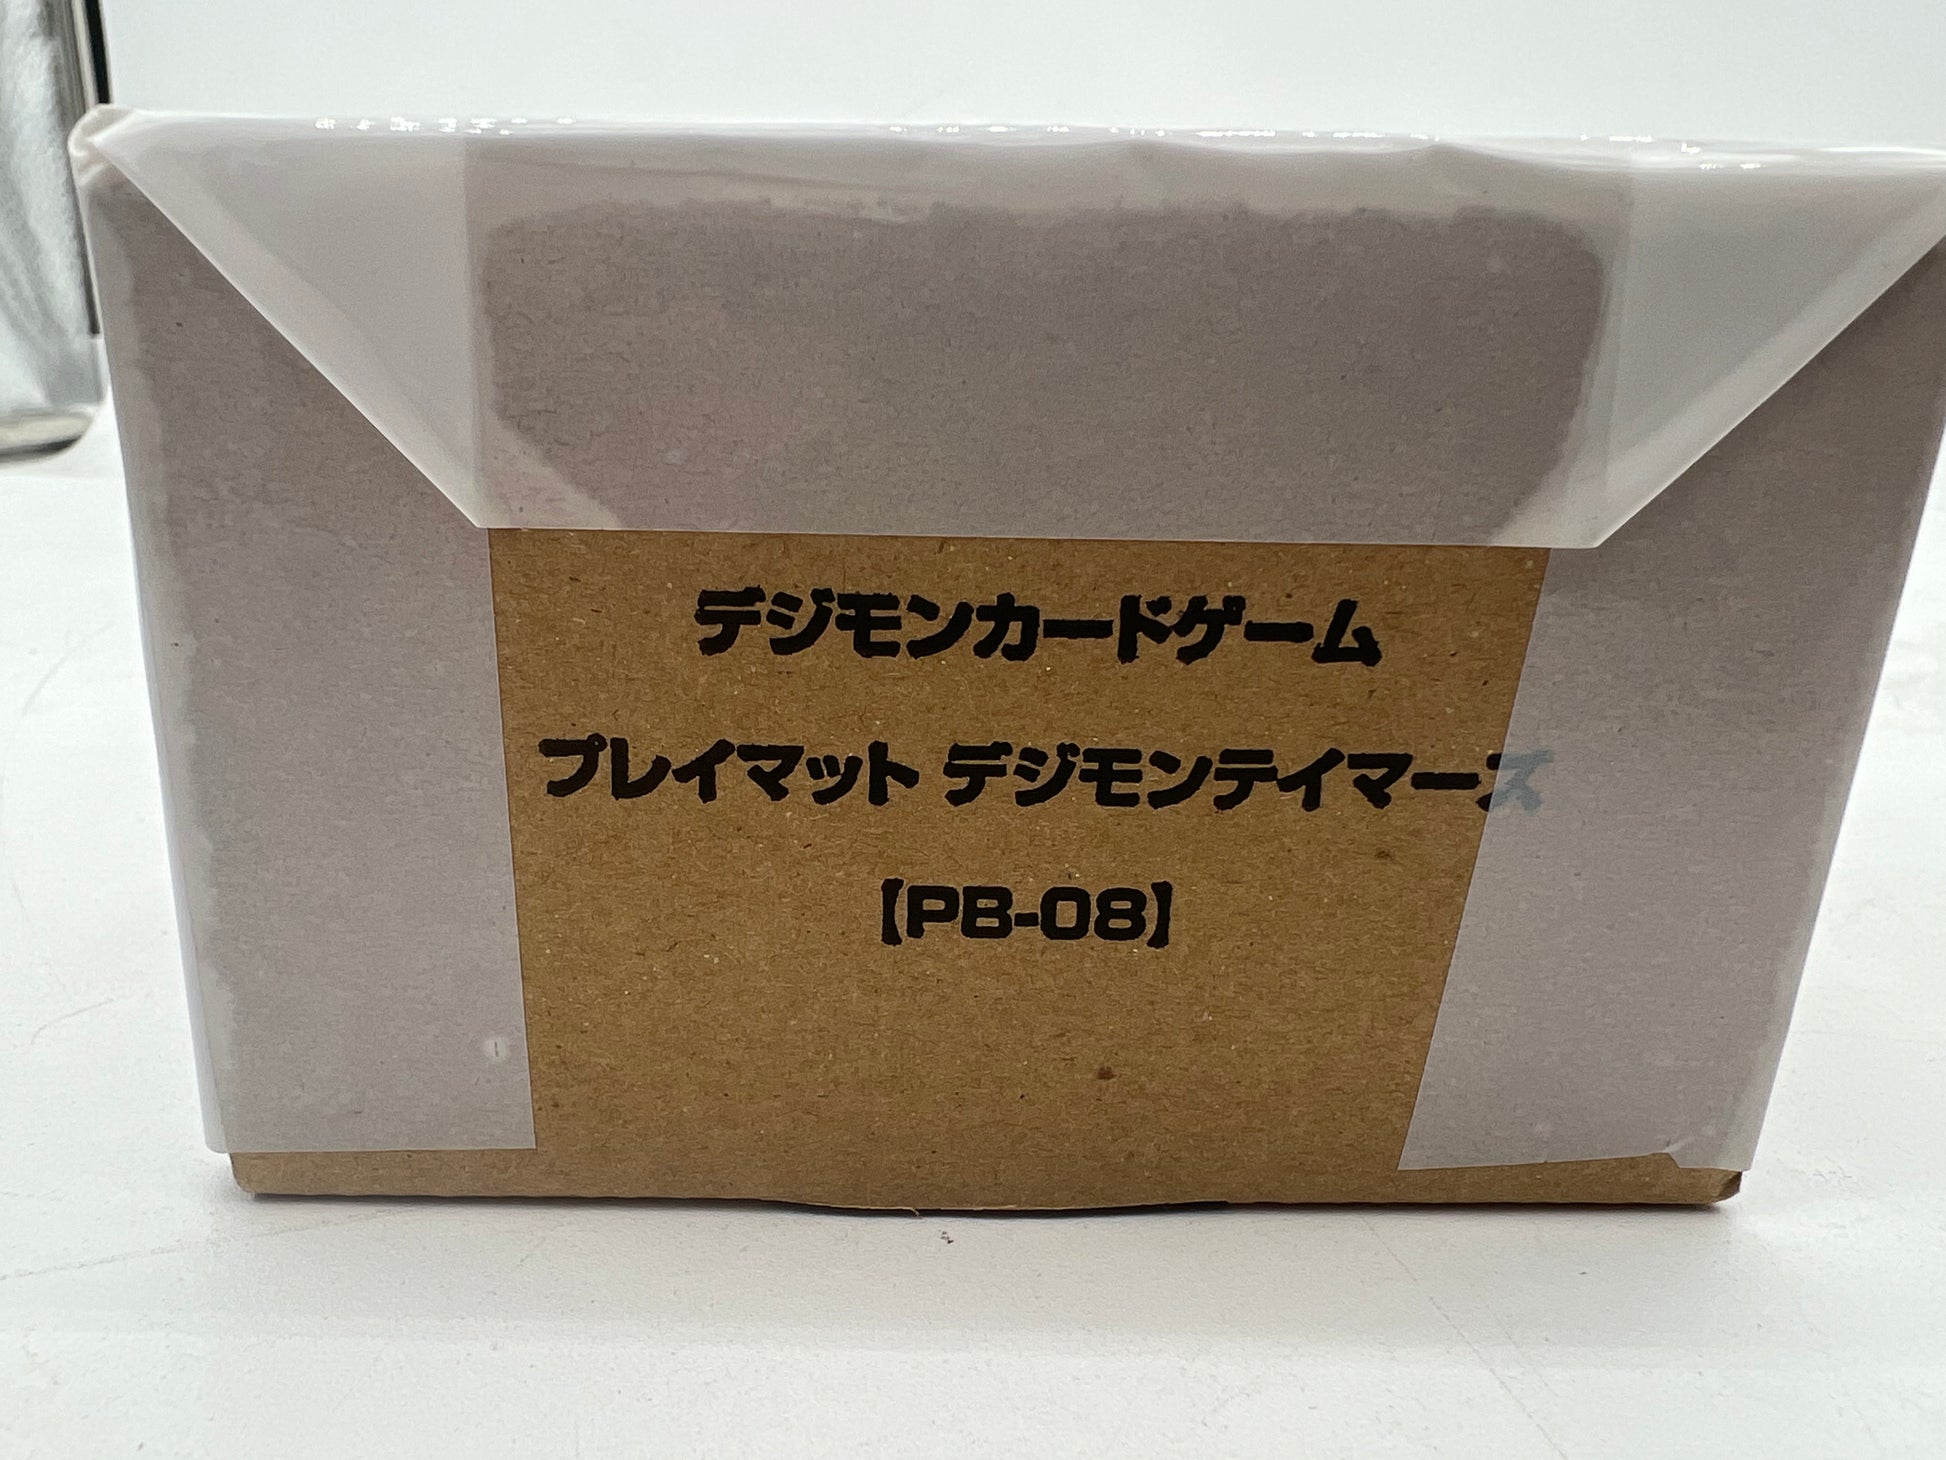 デジモンカードゲーム
プレイマット デジモンテイマーズ
【PB-08】